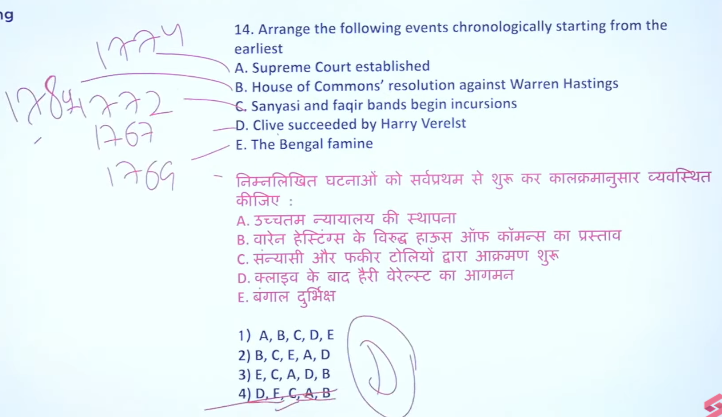 ng
14. Arrange the following events chronologically starting from the
earliest
A. Supreme Court established
B. House of Commons' resolution against Warren Hastings
C. Sanyasi and faqir bands begin incursions
D. Clive succeeded by Harry Verelst
E. The Bengal famine
1774
1784
1772
1767
1769
निम्नलिखित घटनाओं को सर्वप्रथम से शुरू कर कालक्रमानुसार व्यवस्थित
कीजिए :
A. उच्चतम न्यायालय की स्थापना
B. वारेन हेस्टिंग्स के विरुद्ध हाऊस ऑफ कॉमन्स का प्रस्ताव
C. संन्यासी और फकीर टोलियों द्वारा आक्रमण शुरू
D. क्लाइव के बाद हैरी वेरेल्स्ट का आगमन
E. बंगाल दुर्भिक्ष
1) A, B, C, D, E
2) B, C, E, A, D
3) E, C, A, D, B
4) D, E, C, A, B
D